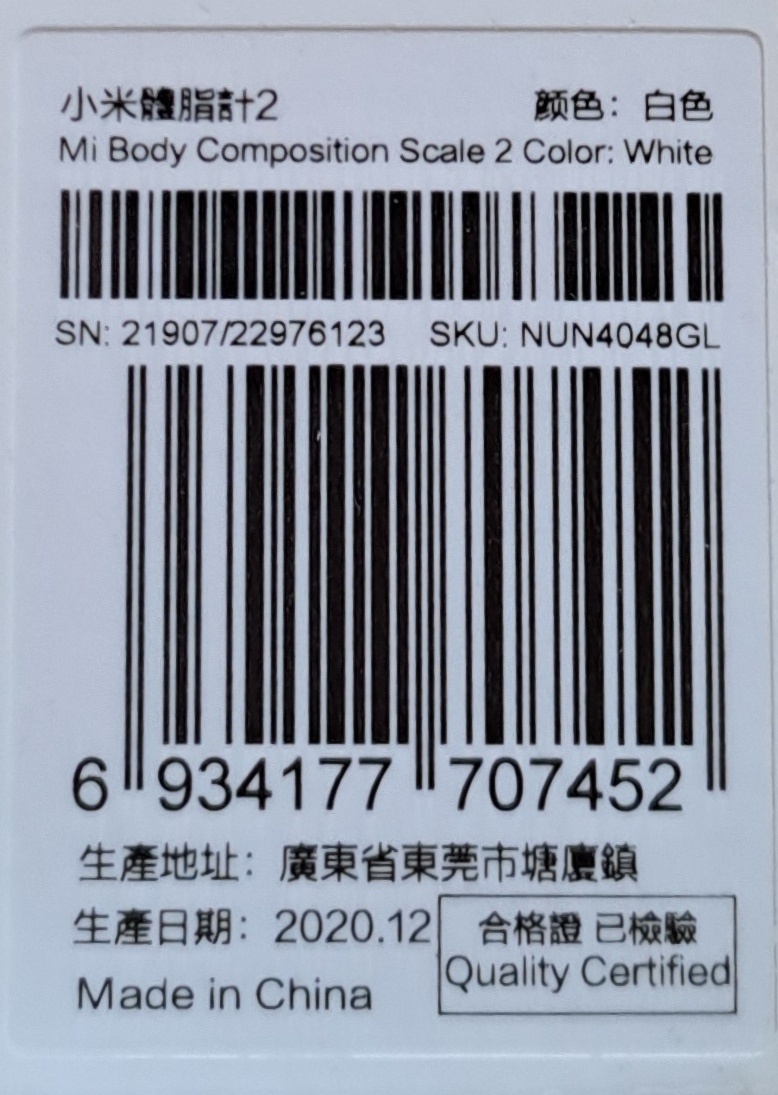 小米體脂計2 颜色：白色
Mi Body Composition Scale 2 Color: White
SN: 21907/22976123 SKU: NUN4048GL
6 934177 707452
生產地址：廣東省東莞市塘廈鎮
生產日期：2020.12
合格證 已檢驗
Quality Certified
Made in China